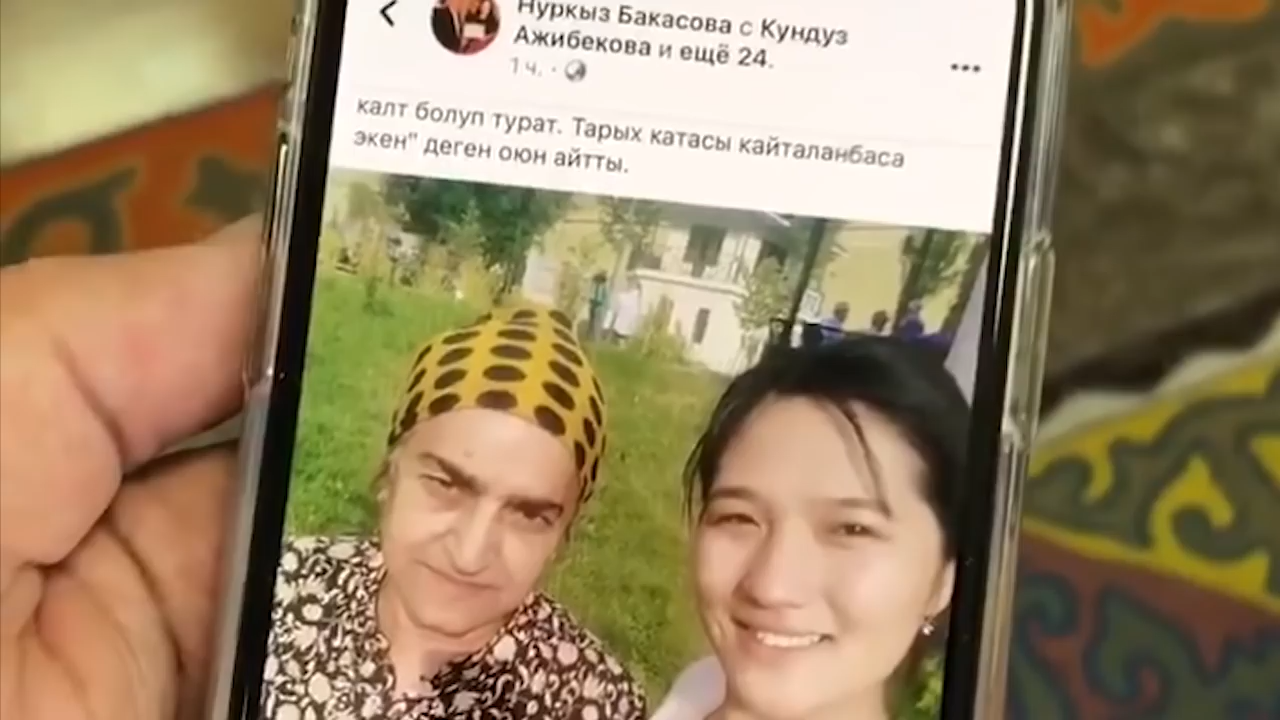 Нуркыз Бакасова с Кундуз
Ажибекова и ещё 24.
1 ч. ·
калт болуп турат. Тарых катасы кайталанбаса
экен" деген оюн айтты.